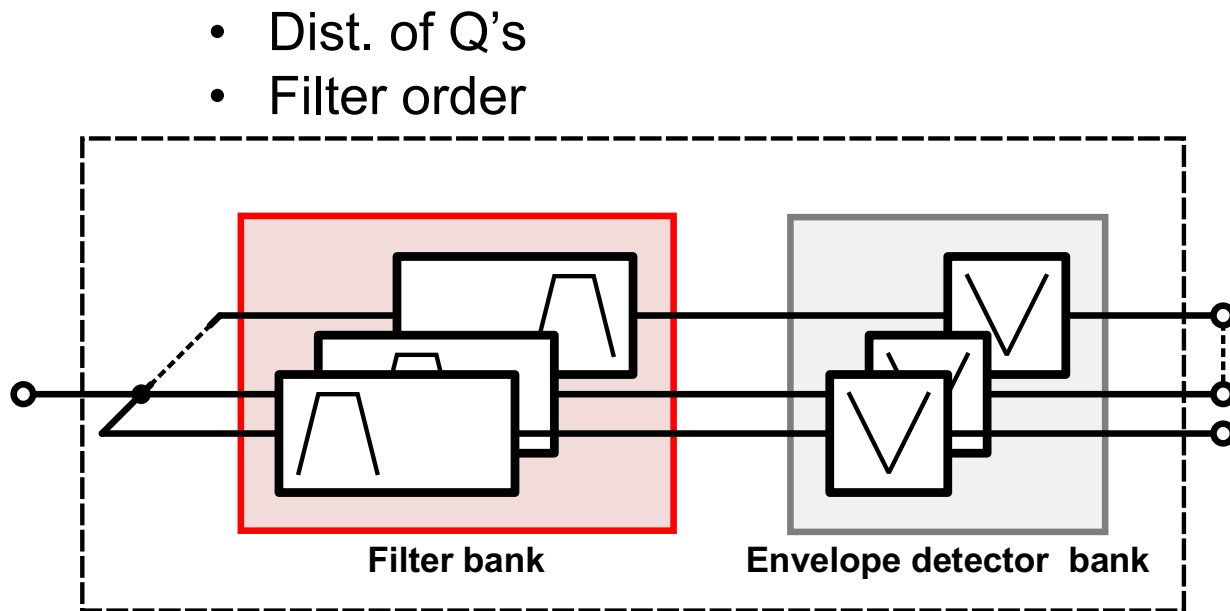 • Dist. of Q’s
• Filter order
Filter bank
Envelope detector bank